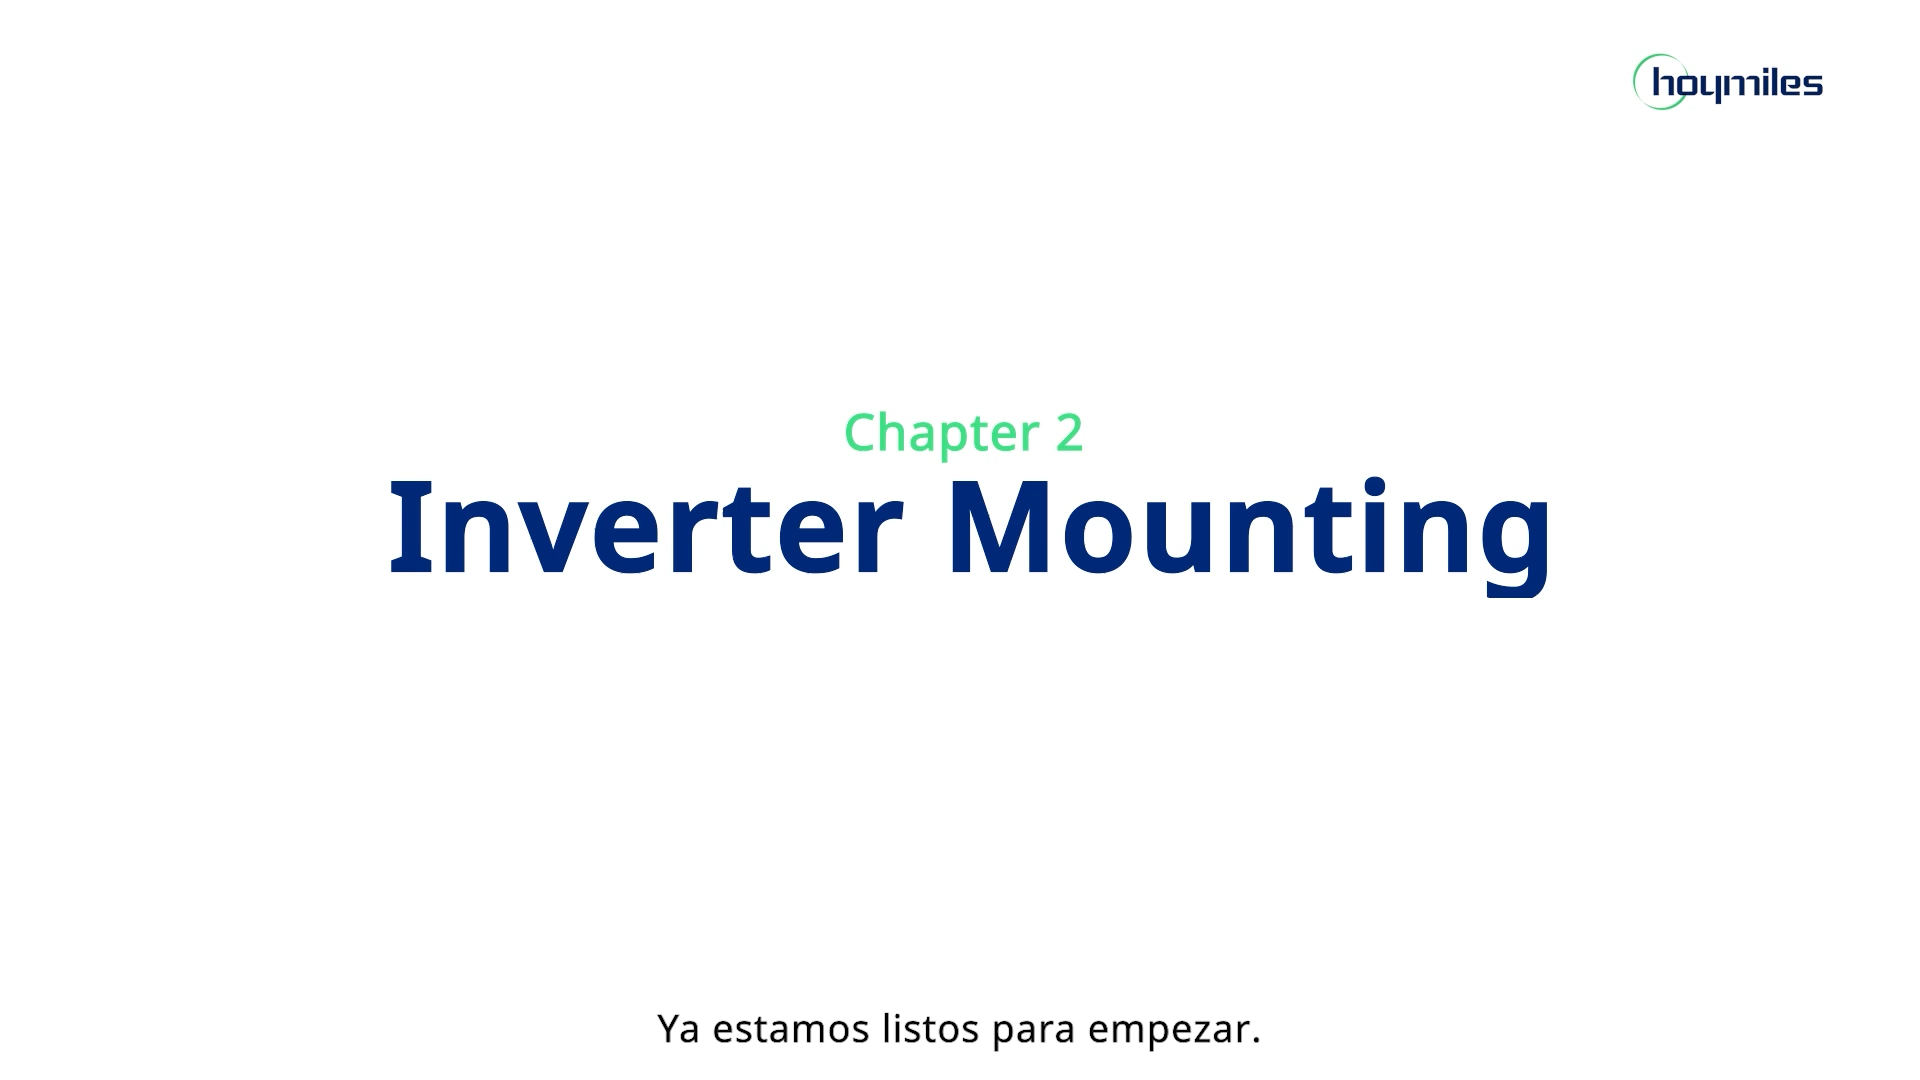 hoymiles
Chapter 2
Inverter Mounting
Ya estamos listos para empezar.